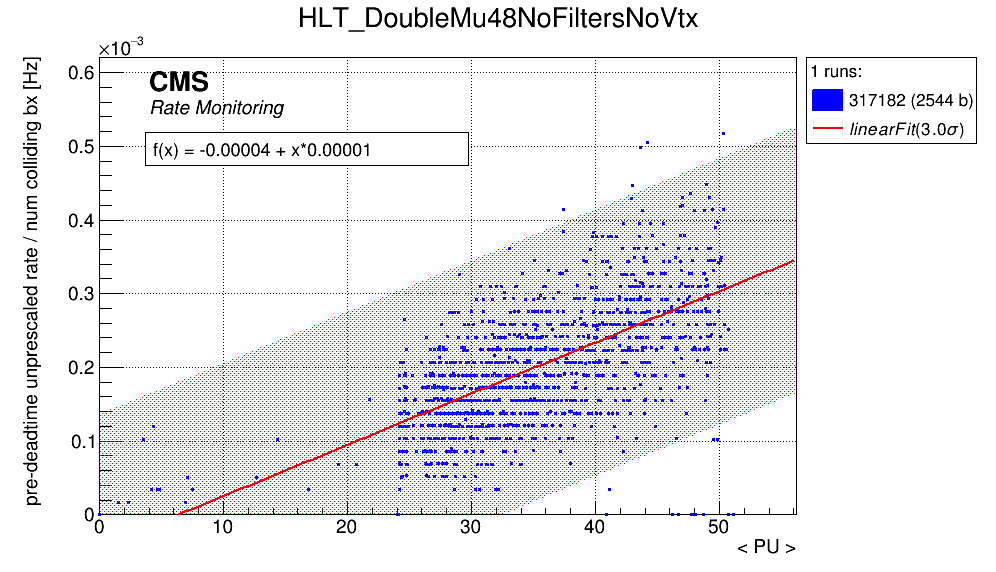 HLT_DoubleMu48NoFiltersNoVtx
×10⁻³
pre-deadtime unprescaled rate / num colliding bx [Hz]
0.6
0.5
0.4
0.3
0.2
0.1
0
CMS
Rate Monitoring
f(x) = -0.00004 + x*0.00001
1 runs:
317182 (2544 b)
linearFit(3.0σ)
0 10 20 30 40 50
< PU >